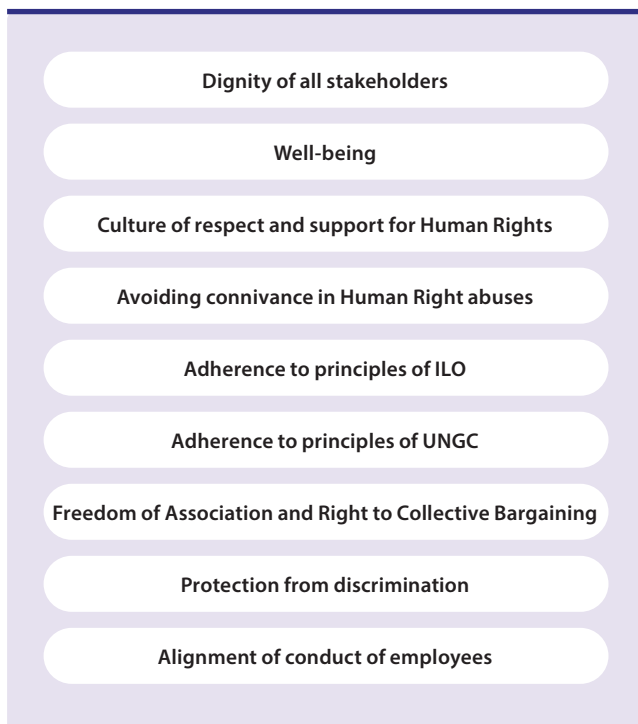 Dignity of all stakeholders
Well-being
Culture of respect and support for Human Rights
Avoiding connivance in Human Right abuses
Adherence to principles of ILO
Adherence to principles of UNGC
Freedom of Association and Right to Collective Bargaining
Protection from discrimination
Alignment of conduct of employees